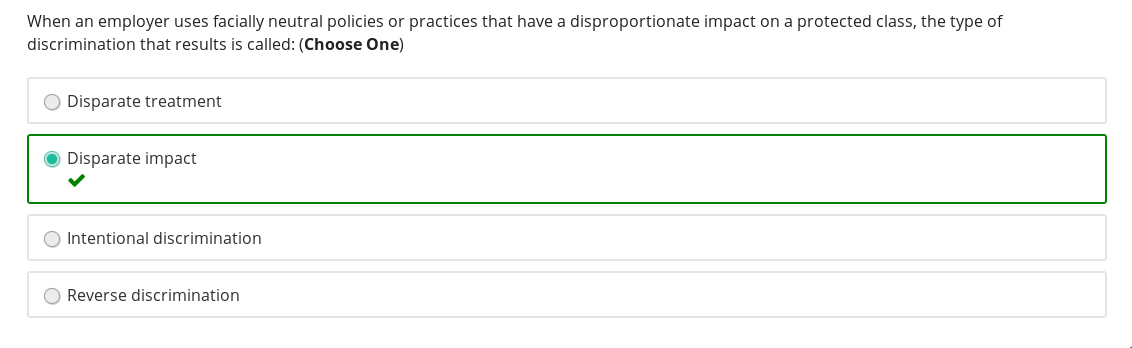 When an employer uses facially neutral policies or practices that have a disproportionate impact on a protected class, the type of
discrimination that results is called: (Choose One)
Disparate treatment
Disparate impact
Intentional discrimination
Reverse discrimination